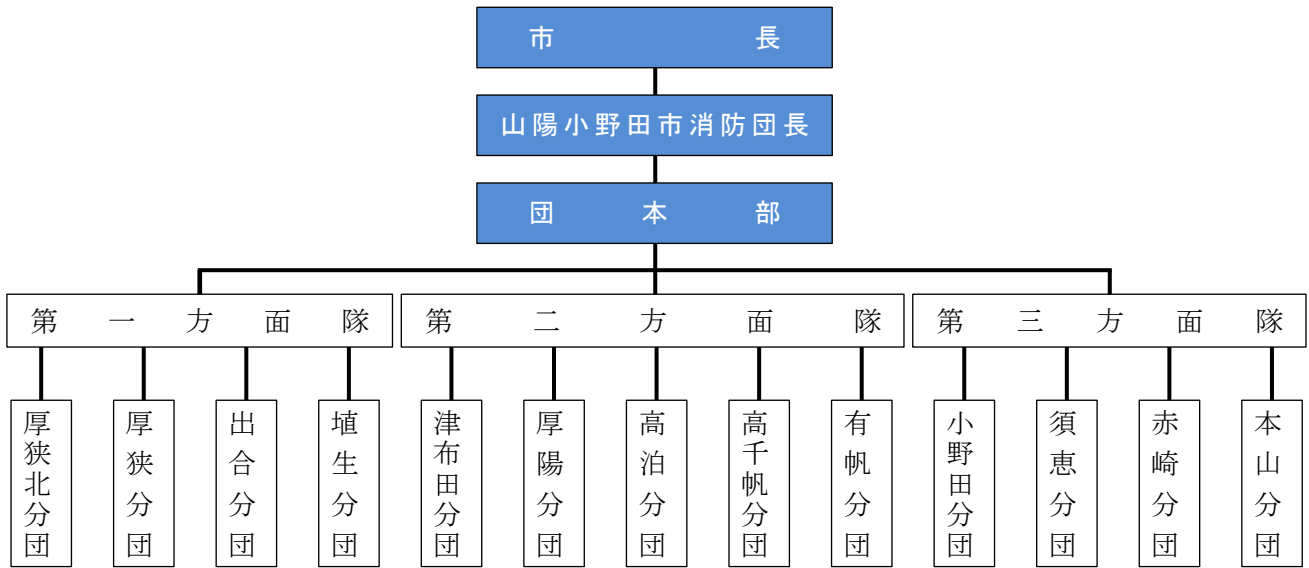 市長
山陽小野田市消防団長
団本部
第一方面隊
第二方面隊
第三方面隊
厚狭北分団
厚狭分団
出合分団
埴生分団
津布田分団
厚陽分団
高泊分団
高千帆分団
有帆分団
小野田分団
須恵分団
赤崎分団
本山分団